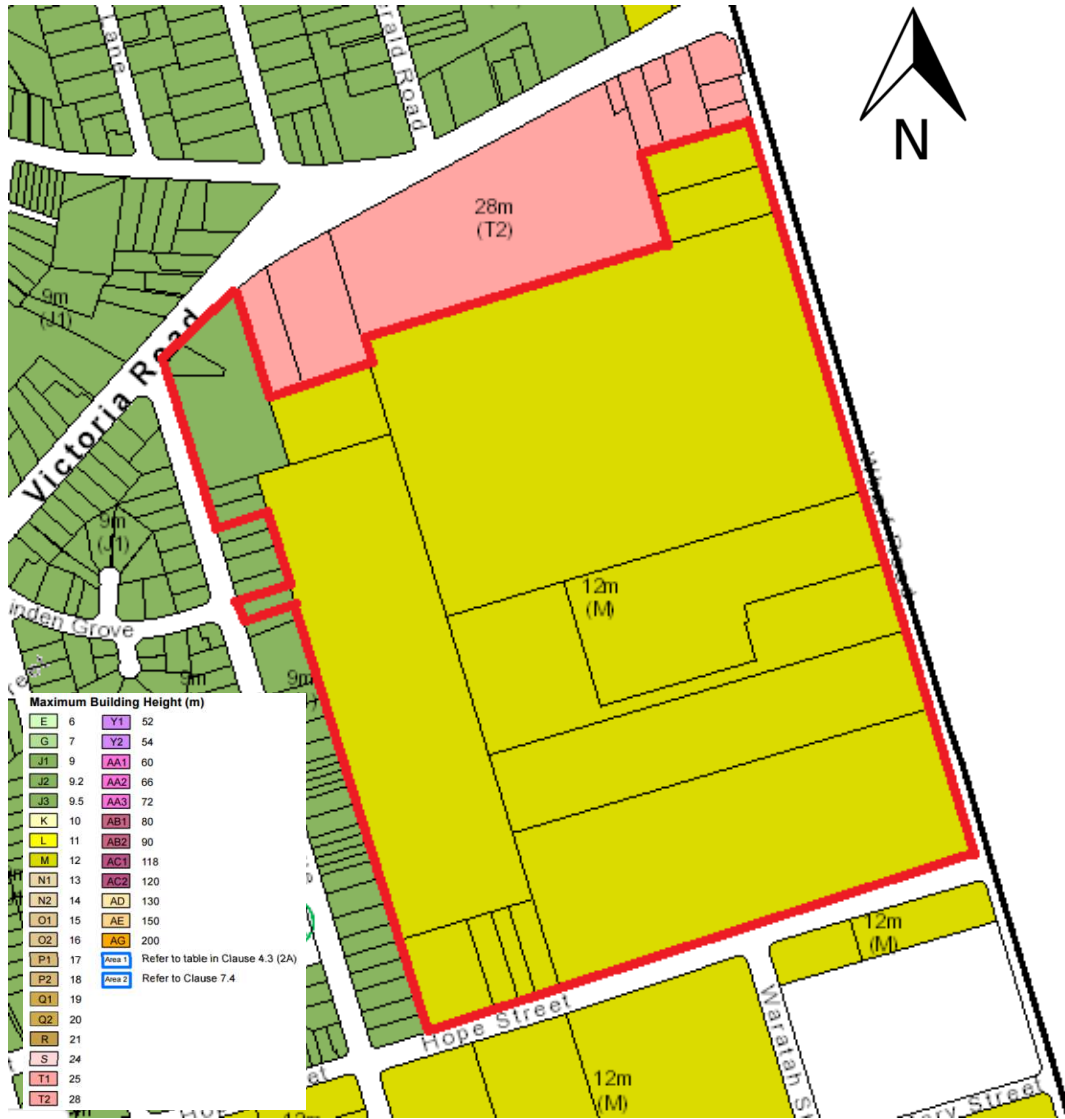 Lane
erald Road
N
28m
(T2)
9m
(J1)
Victoria Road
9m
(J1)
12m
(M)
inden Grove
9m
9m
Maximum Building Height (m)
E 6
G 7
J1 9
J2 9.2
J3 9.5
K 10
L 11
M 12
N1 13
N2 14
O1 15
O2 16
P1 17
P2 18
Q1 19
Q2 20
R 21
S 24
T1 25
T2 28
Y1 52
Y2 54
AA1 60
AA2 66
AA3 72
AB1 80
AB2 90
AC1 118
AC2 120
AD 130
AE 150
AG 200
Area 1 Refer to table in Clause 4.3 (2A)
Area 2 Refer to Clause 7.4
12m
(M)
Hope Street
12m
(M)
12m